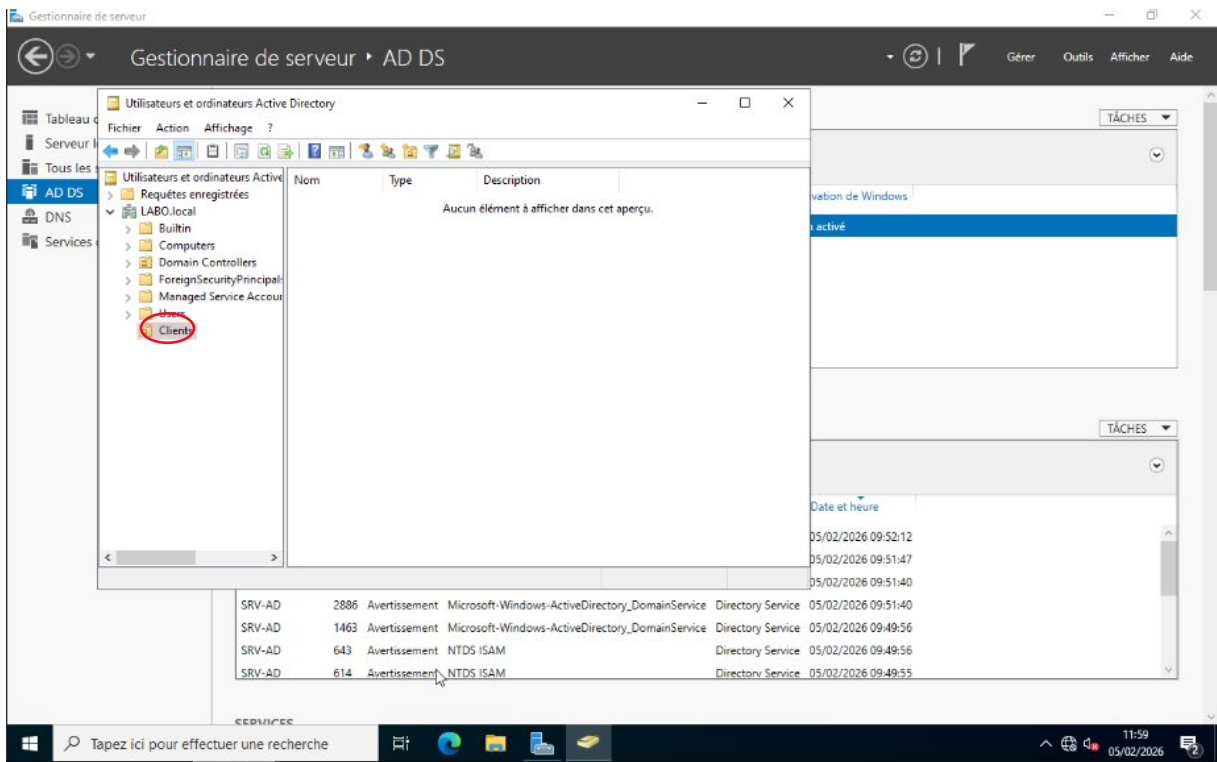 Gestionnaire de serveur
Gestionnaire de serveur AD DS
Gérer Outils Afficher Aide
Tableau
Serveur
Tous les
AD DS
DNS
Services
Utilisateurs et ordinateurs Active Directory
Fichier Action Affichage ?
Utilisateurs et ordinateurs Active
Requêtes enregistrées
LABO.local
Builtin
Computers
Domain Controllers
ForeignSecurityPrincipal
Managed Service Accour
Users
Clients
Nom Type Description
Aucun élément à afficher dans cet aperçu.
TÂCHES
vation de Windows
activé
TÂCHES
Date et heure
05/02/2026 09:52:12
05/02/2026 09:51:47
05/02/2026 09:51:40
SRV-AD 2886 Avertissement Microsoft-Windows-ActiveDirectory_DomainService Directory Service 05/02/2026 09:51:40
SRV-AD 1463 Avertissement Microsoft-Windows-ActiveDirectory_DomainService Directory Service 05/02/2026 09:49:56
SRV-AD 643 Avertissement NTDS ISAM Directory Service 05/02/2026 09:49:56
SRV-AD 614 Avertissement NTDS ISAM Directory Service 05/02/2026 09:49:55
SERVICES
Tapez ici pour effectuer une recherche
11:59
05/02/2026
2